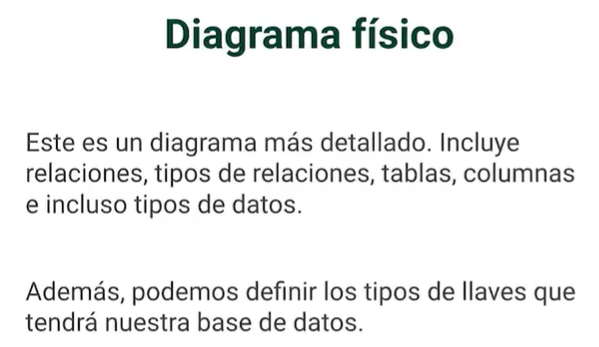 Diagrama físico
Este es un diagrama más detallado. Incluye
relaciones, tipos de relaciones, tablas, columnas
e incluso tipos de datos.
Además, podemos definir los tipos de llaves que
tendrá nuestra base de datos.